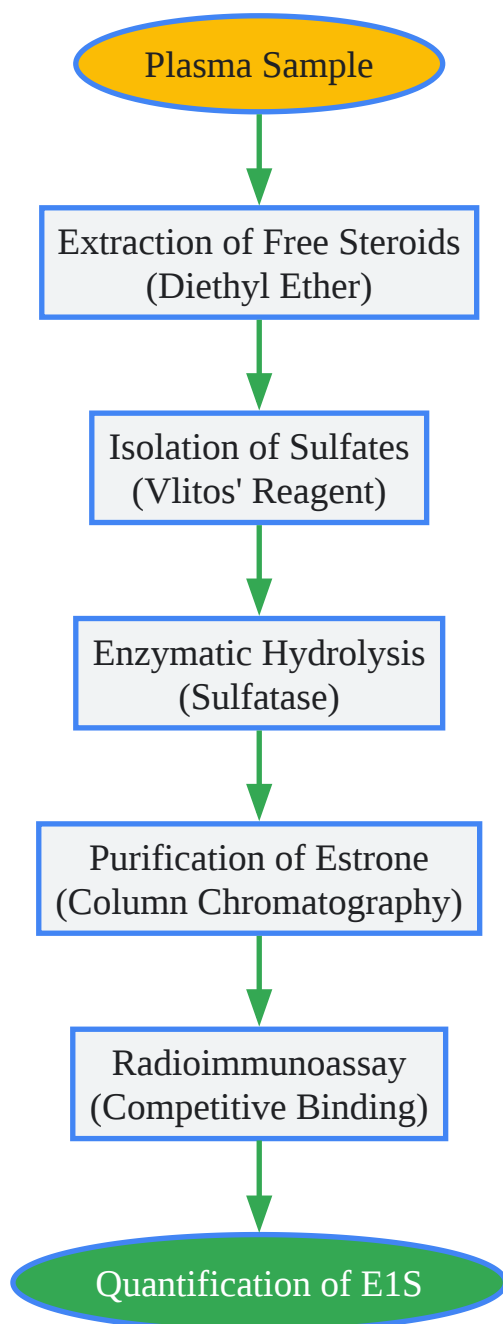 Plasma Sample
Extraction of Free Steroids
(Diethyl Ether)
Isolation of Sulfates
(Vlitos' Reagent)
Enzymatic Hydrolysis
(Sulfatase)
Purification of Estrone
(Column Chromatography)
Radioimmunoassay
(Competitive Binding)
Quantification of E1S